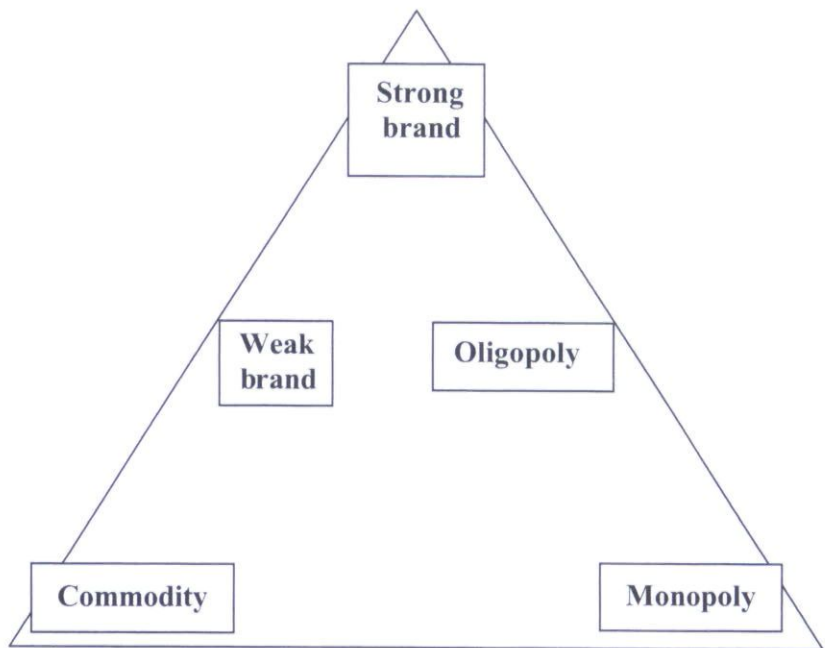 Strong
brand
Weak
brand
Oligopoly
Commodity
Monopoly